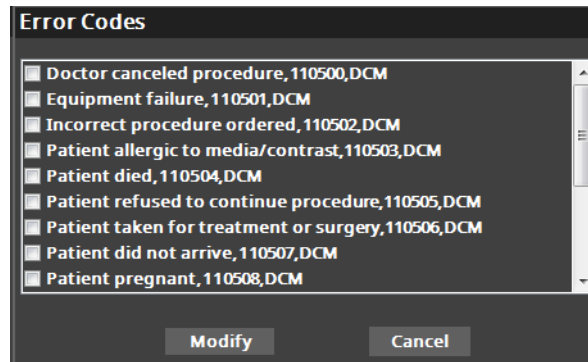 Error Codes
Doctor canceled procedure,110500,DCM
Equipment failure,110501,DCM
Incorrect procedure ordered,110502,DCM
Patient allergic to media/contrast,110503,DCM
Patient died,110504,DCM
Patient refused to continue procedure,110505,DCM
Patient taken for treatment or surgery,110506,DCM
Patient did not arrive,110507,DCM
Patient pregnant,110508,DCM
Modify Cancel